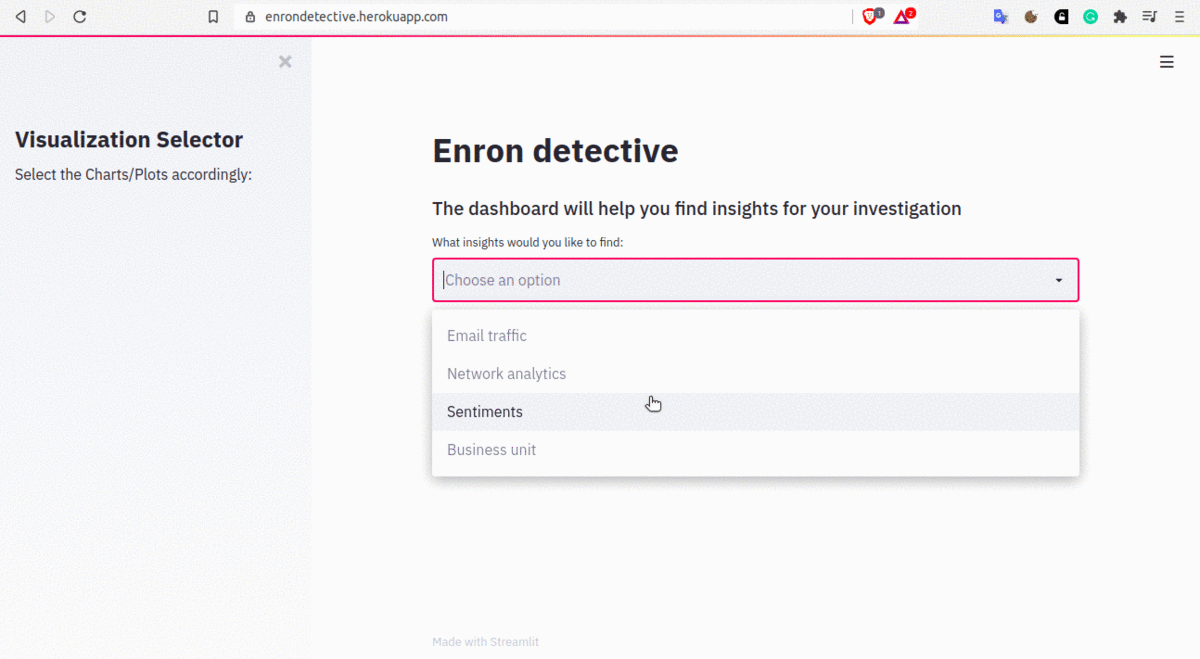 enrondetective.herokuapp.com
1
2
Visualization Selector
Select the Charts/Plots accordingly:
Enron detective
The dashboard will help you find insights for your investigation
What insights would you like to find:
Choose an option
Email traffic
Network analytics
Sentiments
Business unit
Made with Streamlit